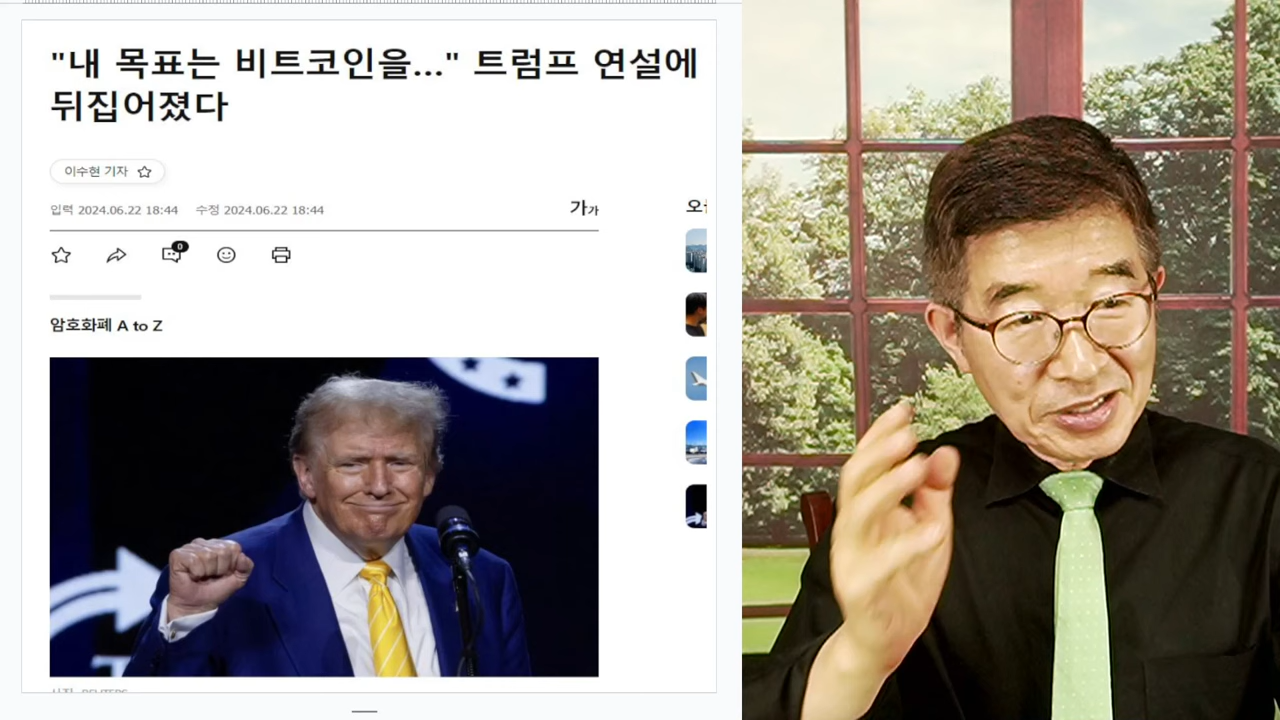 "내 목표는 비트코인을..." 트럼프 연설에
뒤집어졌다
이수현 기자
입력 2024.06.22 18:44 수정 2024.06.22 18:44
가가
0
암호화폐 A to Z